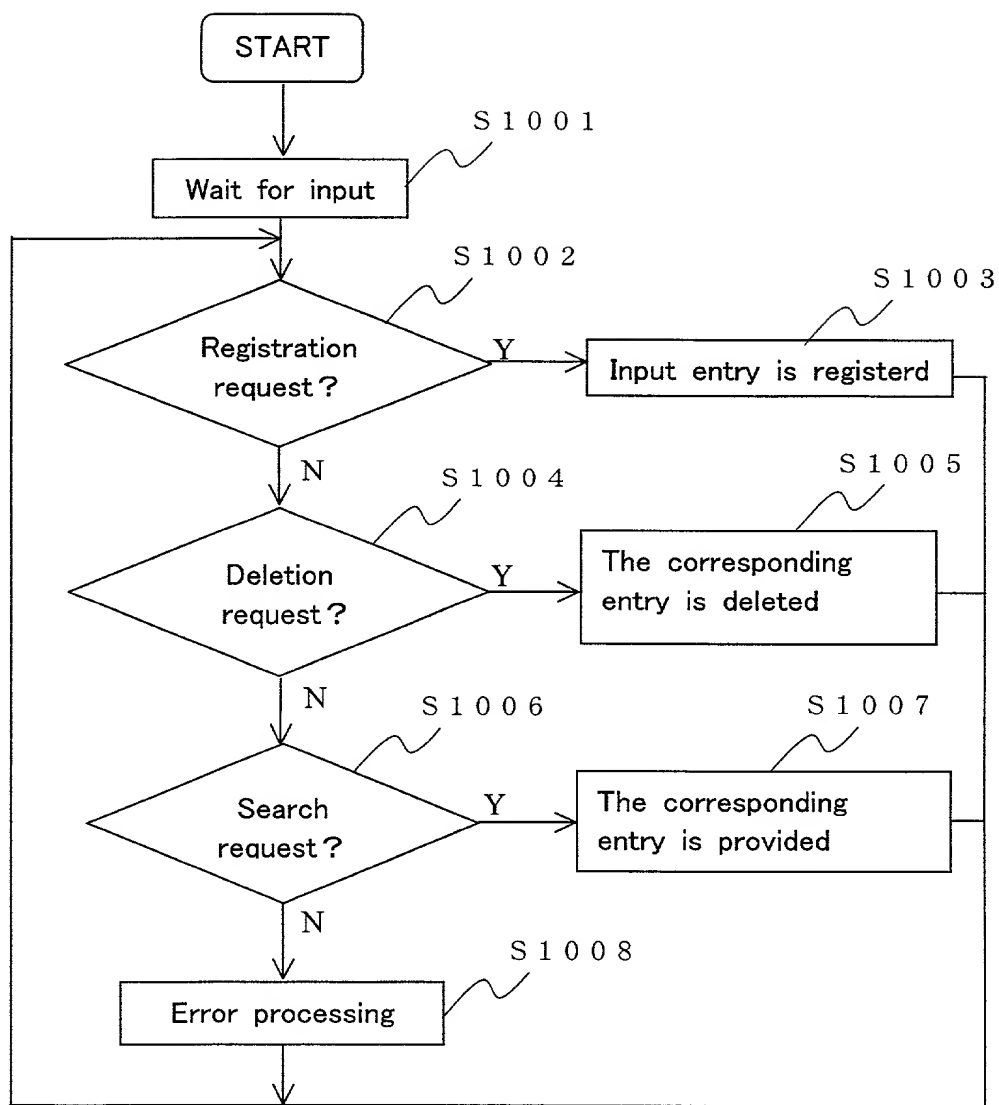 START
S1001
Wait for input
S1002
S1003
Registration
request?
Y
Input entry is registerd
N
S1004
S1005
Deletion
request?
Y
The corresponding
entry is deleted
N
S1006
S1007
Search
request?
Y
The corresponding
entry is provided
N
S1008
Error processing